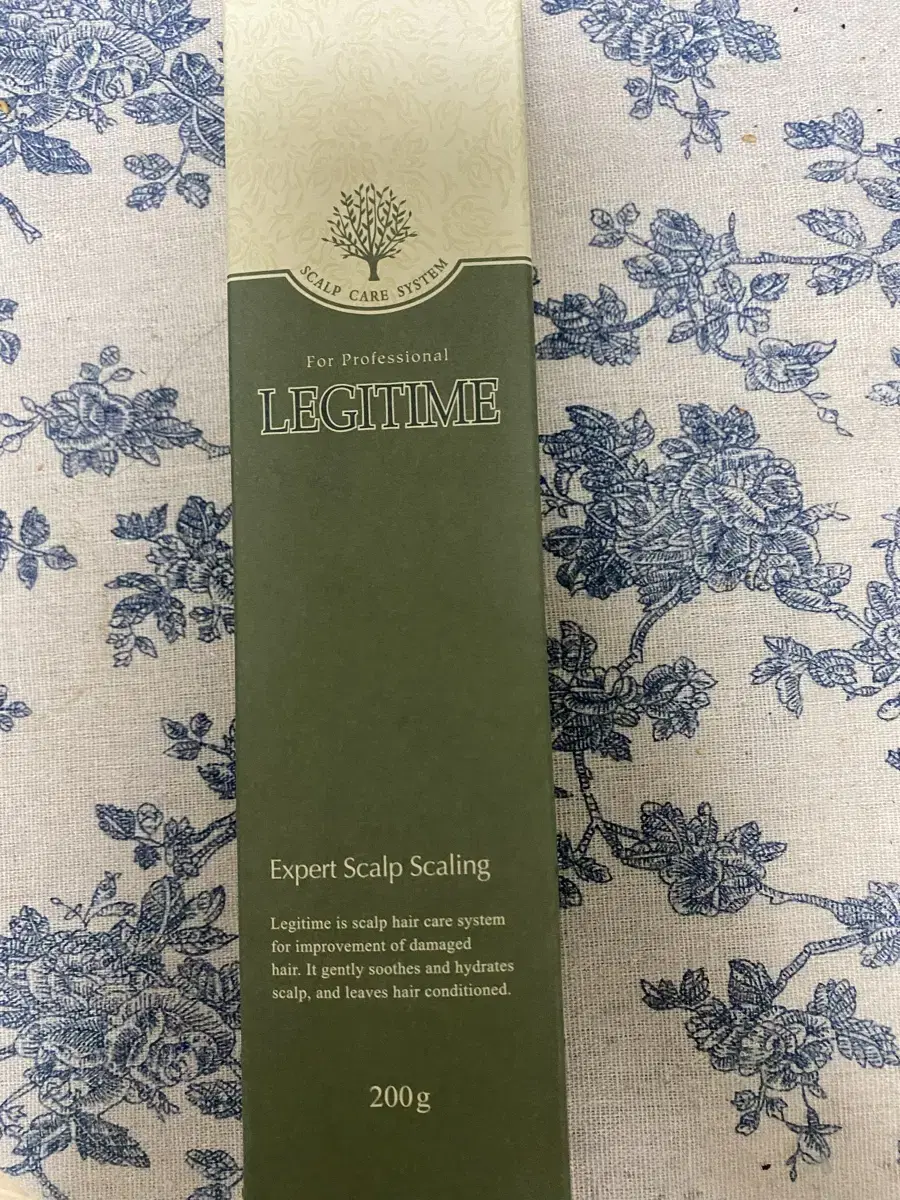 SCALP CARE SYSTEM
For Professional
LEGITIME
Expert Scalp Scaling
Legitime is scalp hair care system
for improvement of damaged
hair. It gently soothes and hydrates
scalp, and leaves hair conditioned.
200g